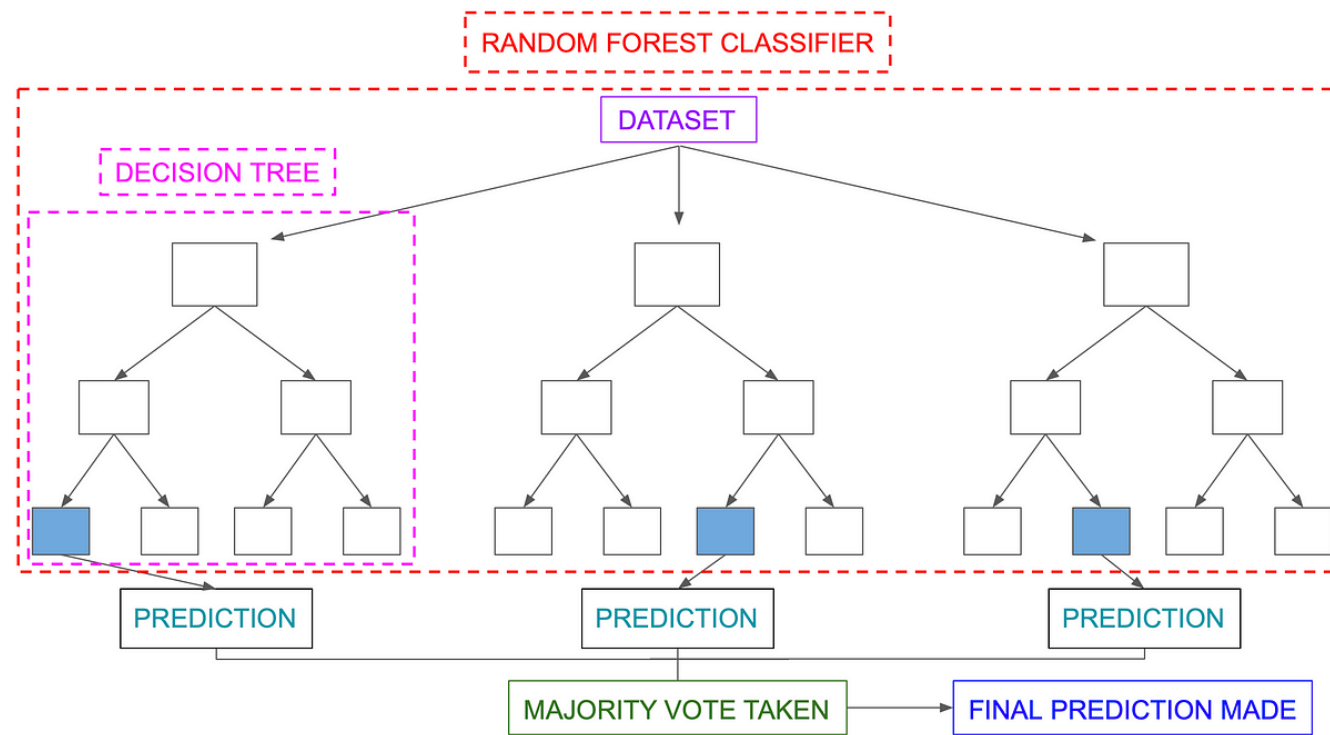 RANDOM FOREST CLASSIFIER
DATASET
DECISION TREE
PREDICTION
PREDICTION
PREDICTION
MAJORITY VOTE TAKEN
FINAL PREDICTION MADE